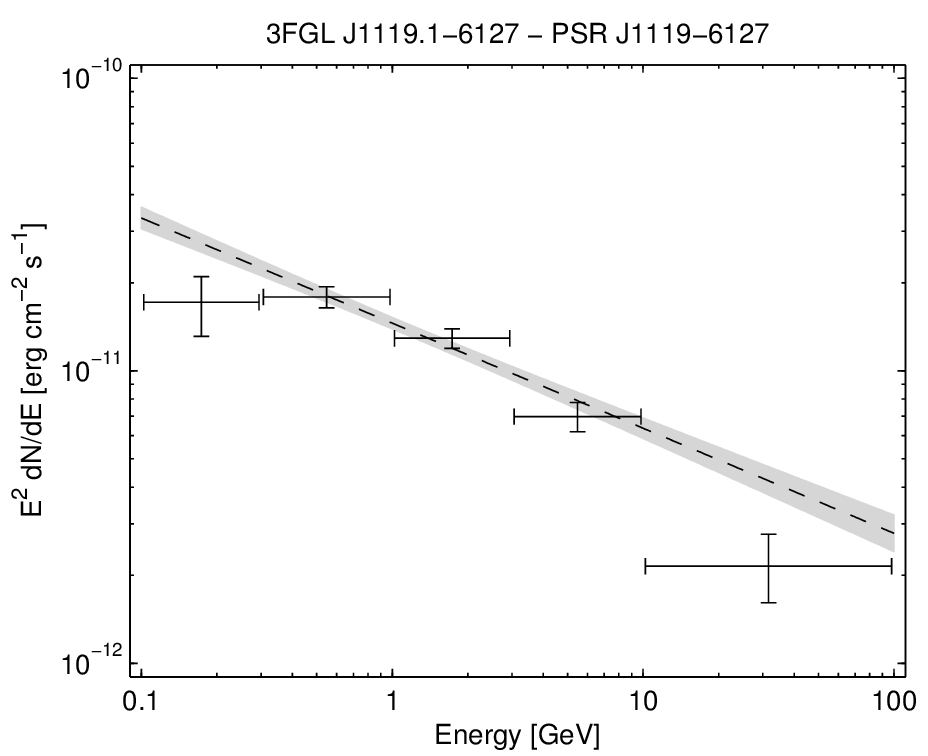 3FGL J1119.1−6127 − PSR J1119−6127
10⁻¹⁰
10⁻¹¹
10⁻¹²
E² dN/dE [erg cm⁻² s⁻¹]
0.1 1 10 100
Energy [GeV]